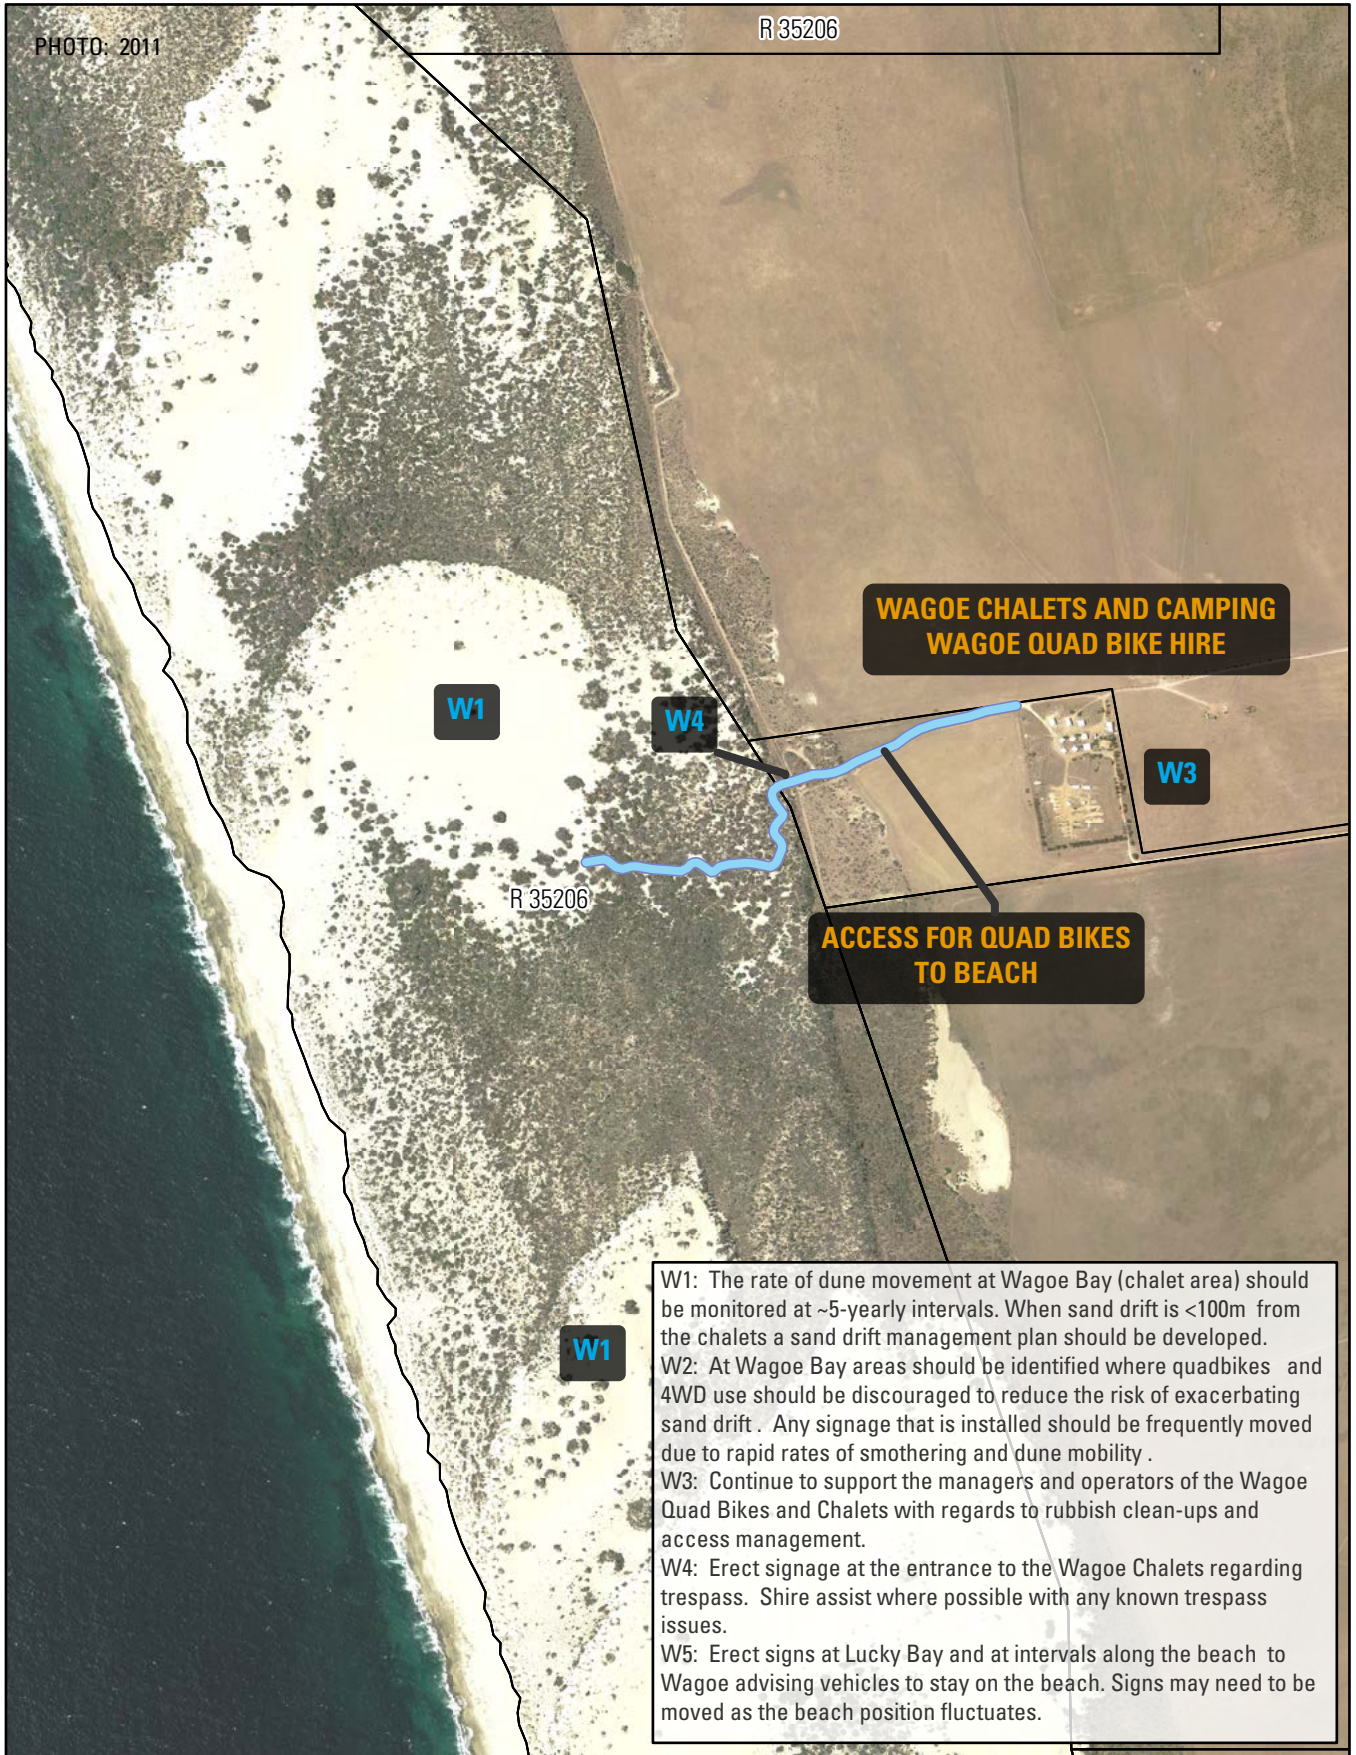 PHOTO: 2011
R 35206
WAGOE CHALETS AND CAMPING
WAGOE QUAD BIKE HIRE
W1
W4
W3
R 35206
ACCESS FOR QUAD BIKES
TO BEACH
W1
W1: The rate of dune movement at Wagoe Bay (chalet area) should
be monitored at ~5-yearly intervals. When sand drift is <100m from
the chalets a sand drift management plan should be developed.
W2: At Wagoe Bay areas should be identified where quadbikes and
4WD use should be discouraged to reduce the risk of exacerbating
sand drift . Any signage that is installed should be frequently moved
due to rapid rates of smothering and dune mobility .
W3: Continue to support the managers and operators of the Wagoe
Quad Bikes and Chalets with regards to rubbish clean-ups and
access management.
W4: Erect signage at the entrance to the Wagoe Chalets regarding
trespass. Shire assist where possible with any known trespass
issues.
W5: Erect signs at Lucky Bay and at intervals along the beach to
Wagoe advising vehicles to stay on the beach. Signs may need to be
moved as the beach position fluctuates.